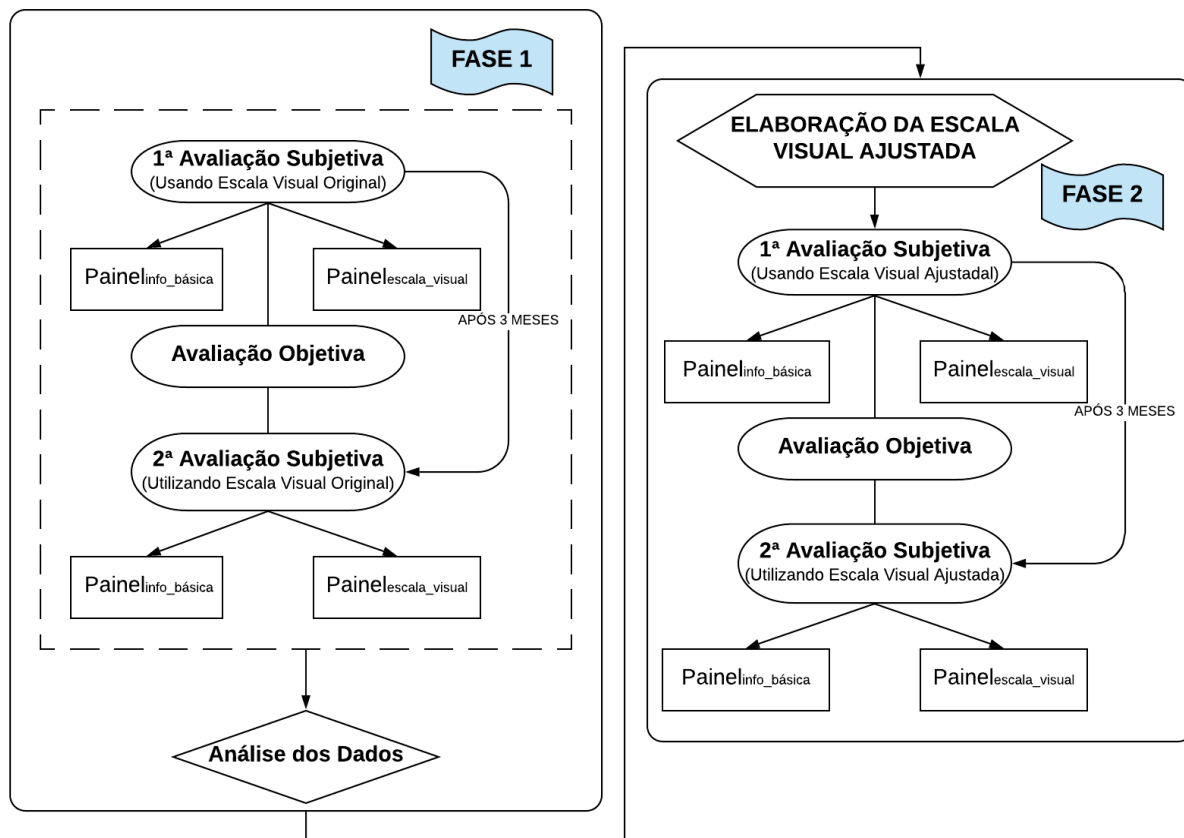 FASE 1
1ª Avaliação Subjetiva
(Usando Escala Visual Original)
Painelinfo_básica
Painelescala_visual
APÓS 3 MESES
Avaliação Objetiva
2ª Avaliação Subjetiva
(Utilizando Escala Visual Original)
Painelinfo_básica
Painelescala_visual
Análise dos Dados
ELABORAÇÃO DA ESCALA
VISUAL AJUSTADA
FASE 2
1ª Avaliação Subjetiva
(Usando Escala Visual Ajustadal)
Painelinfo_básica
Painelescala_visual
APÓS 3 MESES
Avaliação Objetiva
2ª Avaliação Subjetiva
(Utilizando Escala Visual Ajustada)
Painelinfo_básica
Painelescala_visual